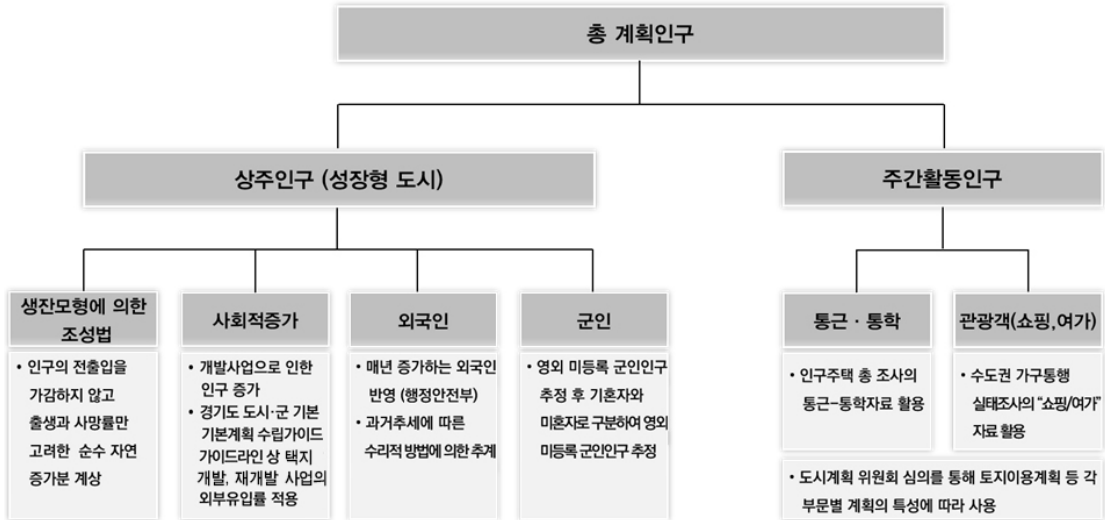 총 계획인구
상주인구 (성장형 도시)
주간활동인구
생잔모형에 의한
조성법
• 인구의 전출입을
가감하지 않고
출생과 사망률만
고려한 순수 자연
증가분 계상
사회적증가
• 개발사업으로 인한
인구 증가
• 경기도 도시·군 기본
기본계획 수립가이드
가이드라인 상 택지
개발, 재개발 사업의
외부유입률 적용
외국인
• 매년 증가하는 외국인
반영 (행정안전부)
• 과거추세에 따른
수리적 방법에 의한 추계
군인
• 영외 미등록 군인인구
추정 후 기혼자와
미혼자로 구분하여 영외
미등록 군인인구 추정
통근 · 통학
• 인구주택 총 조사의
통근-통학자료 활용
관광객(쇼핑,여가)
• 수도권 가구통행
실태조사의 "쇼핑/여가"
자료 활용
• 도시계획 위원회 심의를 통해 토지이용계획 등 각
부문별 계획의 특성에 따라 사용